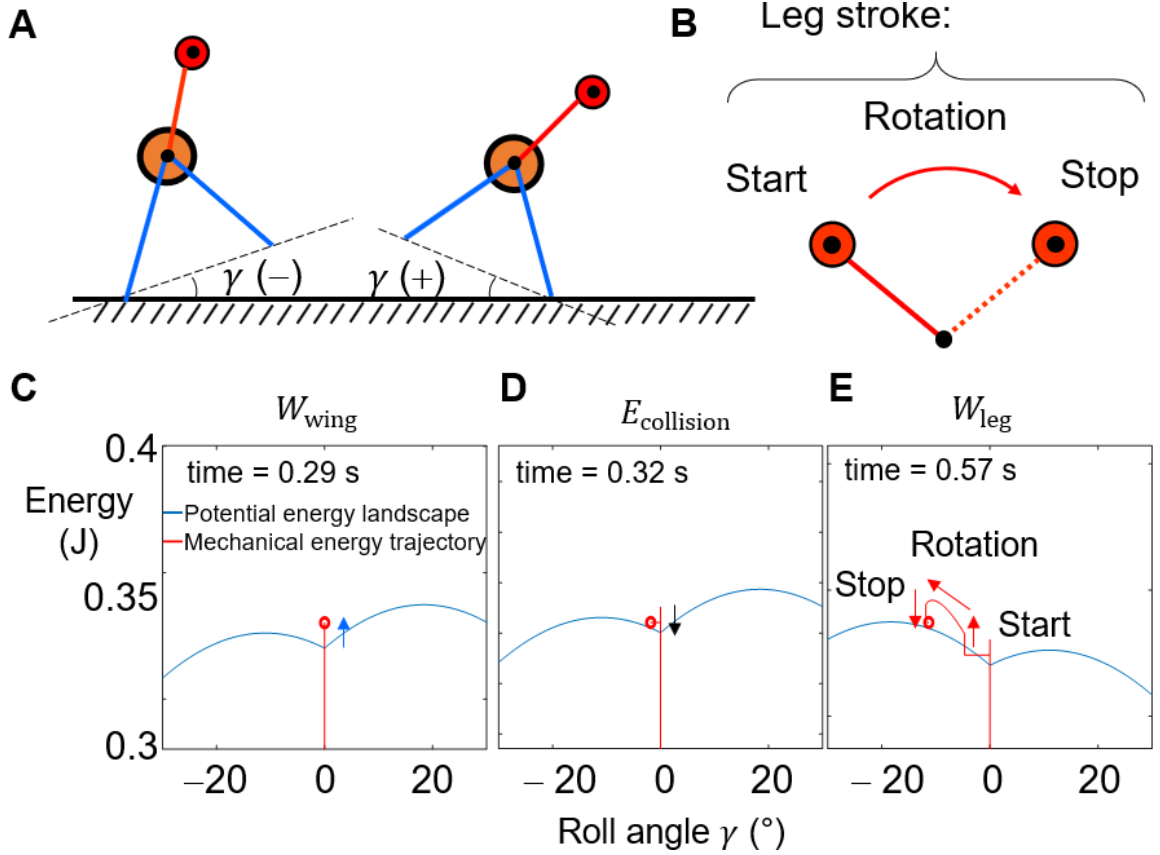 A
B
Leg stroke:
Rotation
Start
Stop
γ (−)
γ (+)
C
D
E
W_wing
E_collision
W_leg
0.4
time = 0.29 s
time = 0.32 s
time = 0.57 s
Energy
(J)
Potential energy landscape
Mechanical energy trajectory
Rotation
Stop
Start
0.35
0.3
−20 0 20
−20 0 20
−20 0 20
Roll angle γ (°)